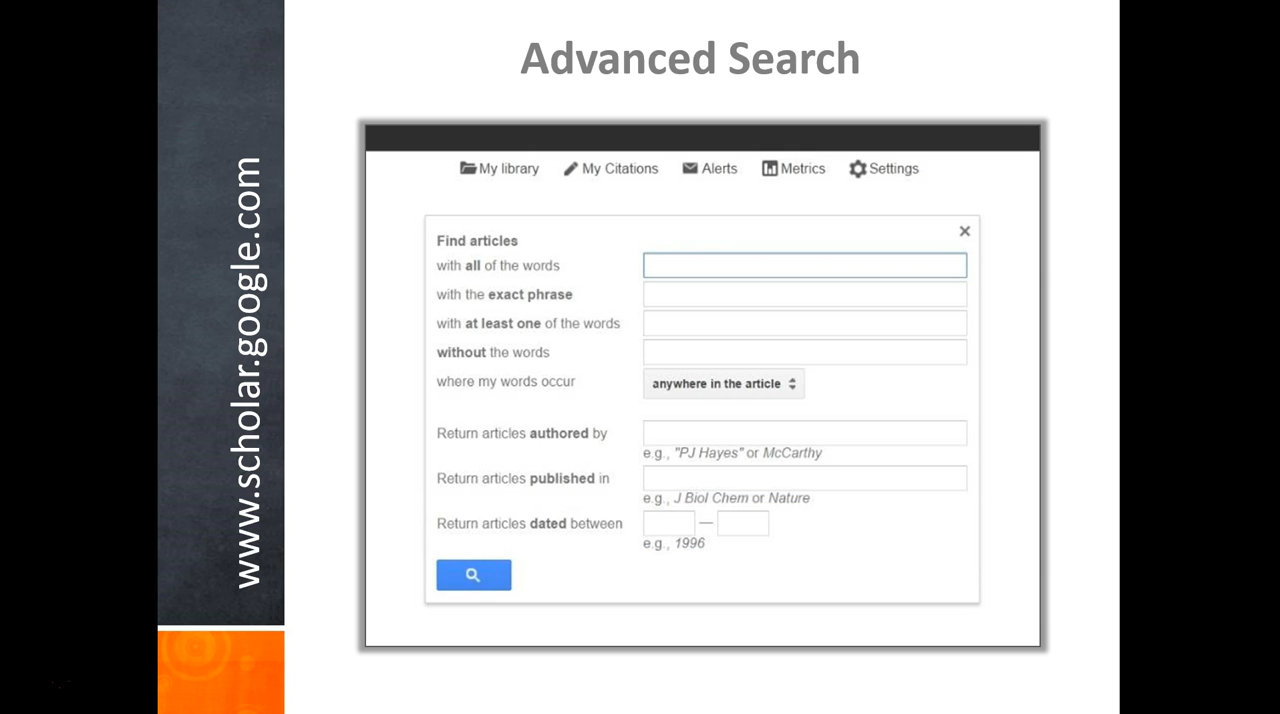 www.scholar.google.com
Advanced Search
My library My Citations Alerts Metrics Settings
Find articles
with all of the words
with the exact phrase
with at least one of the words
without the words
where my words occur anywhere in the article
Return articles authored by
e.g., "PJ Hayes" or McCarthy
Return articles published in
e.g., J Biol Chem or Nature
Return articles dated between —
e.g., 1996